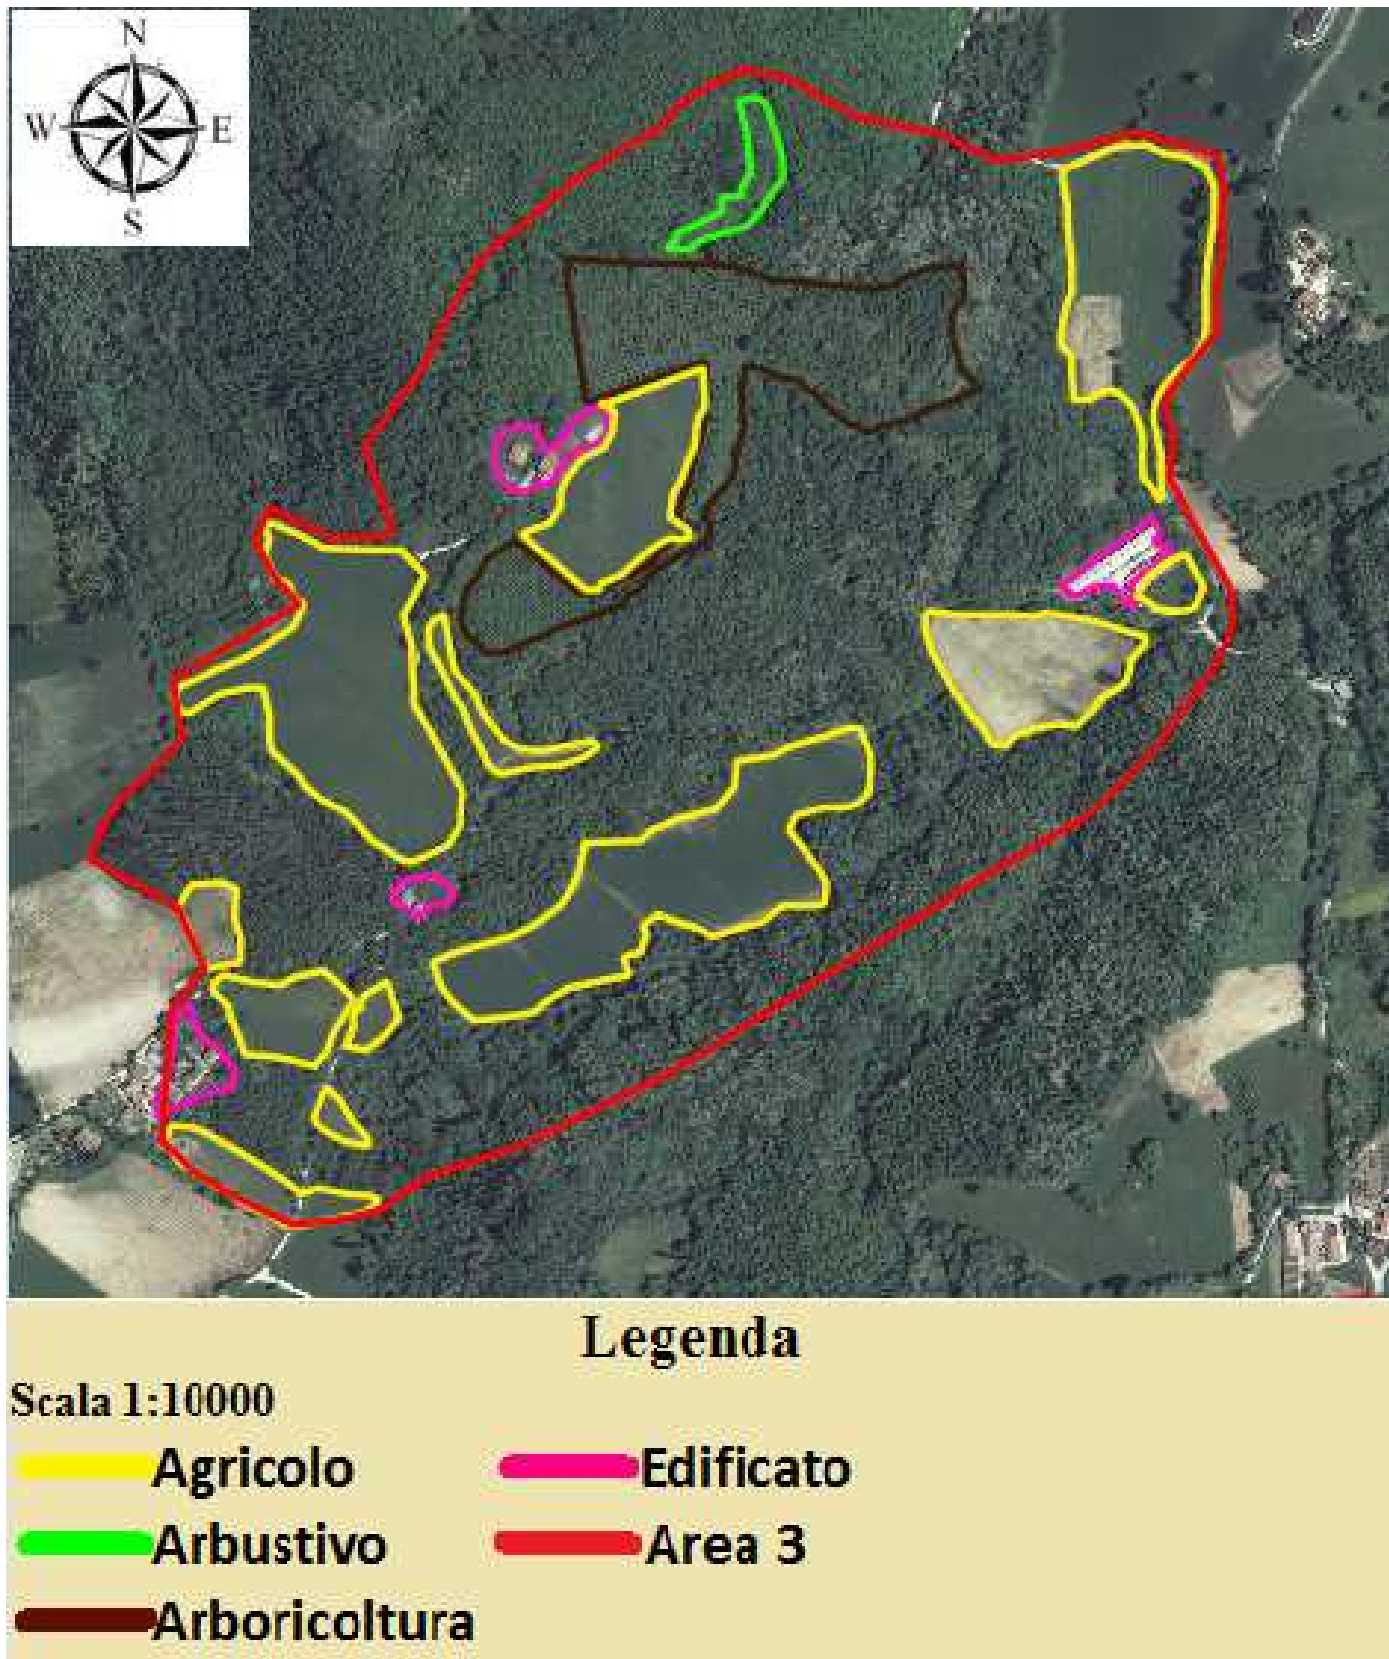 N
W E
S
Legenda
Scala 1:10000
Agricolo Edificato
Arbustivo Area 3
Arboricoltura